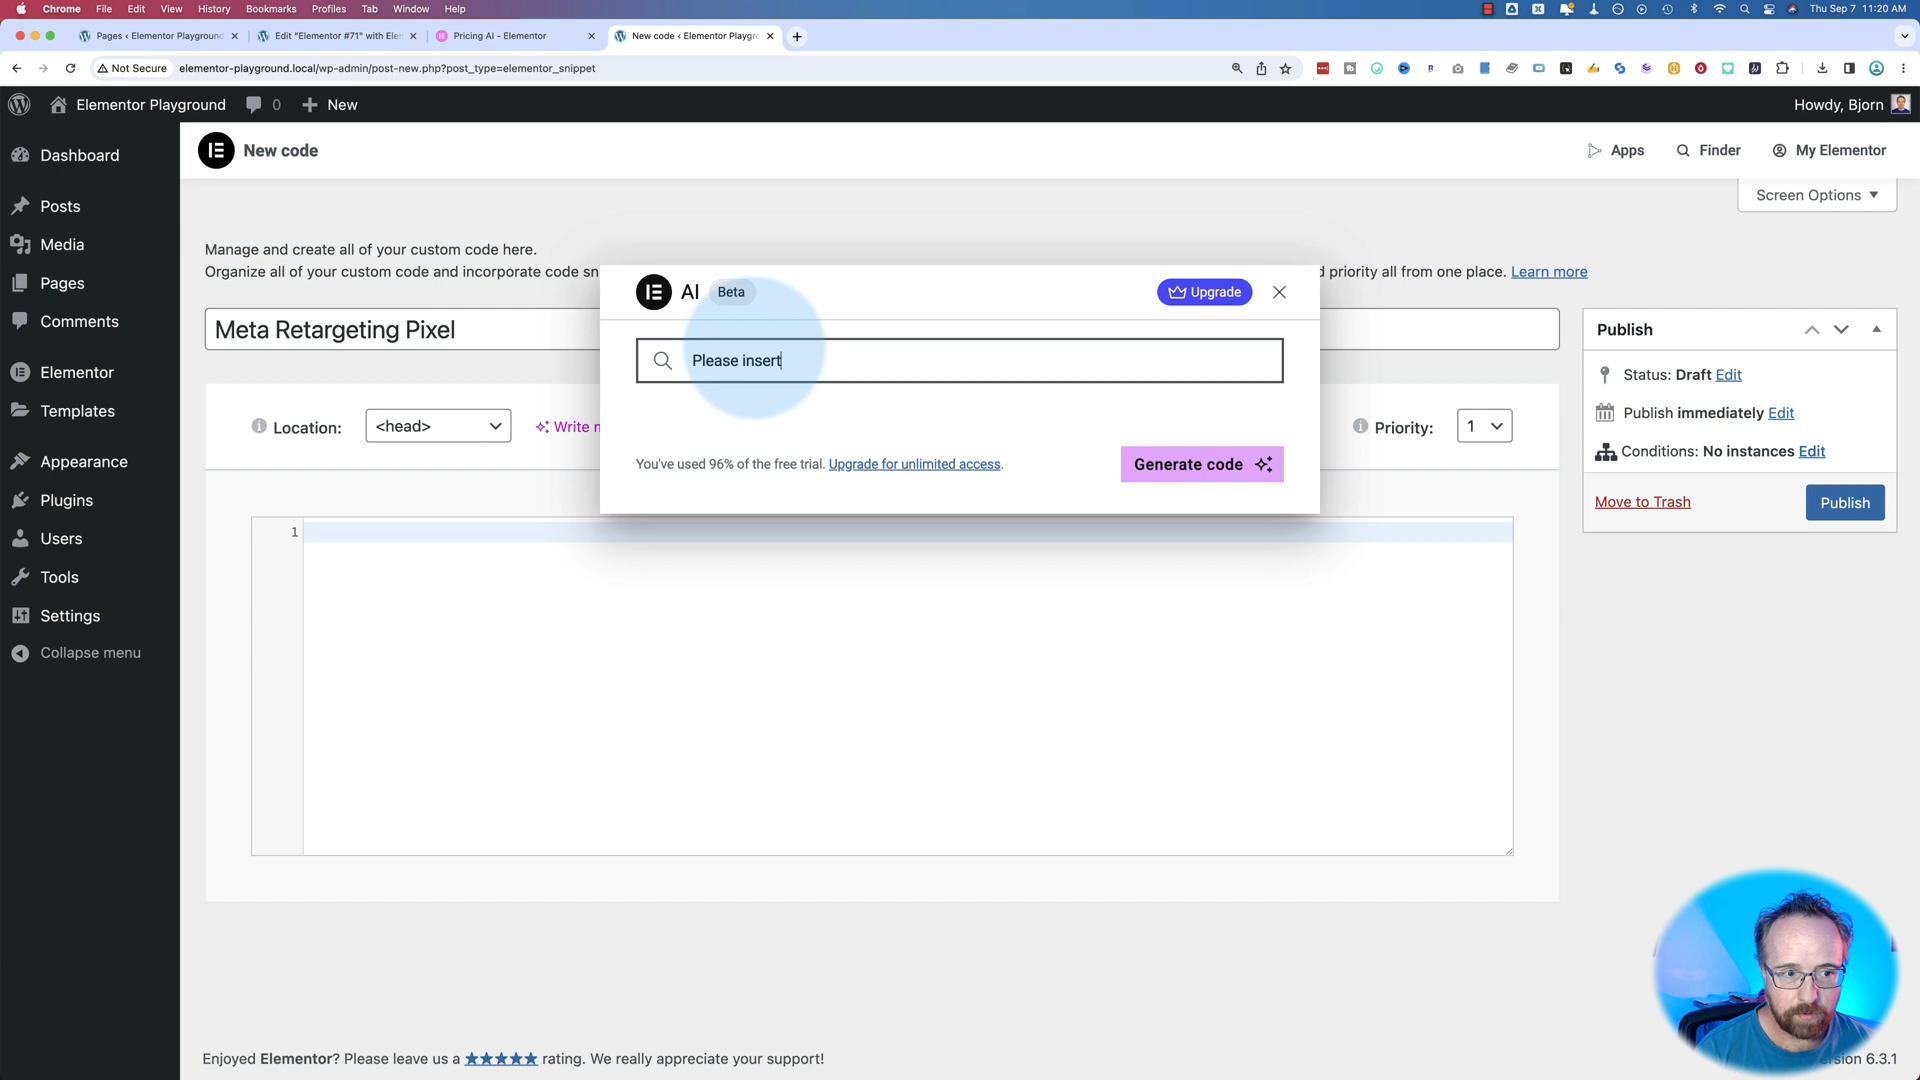 Chrome File Edit View History Bookmarks Profiles Tab Window Help
Thu Sep 7 11:20 AM
Pages ‹ Elementor Playground
Edit "Elementor #71" with Ele
Pricing AI - Elementor
New code ‹ Elementor Playgro
Not Secure
elementor-playground.local/wp-admin/post-new.php?post_type=elementor_snippet
Elementor Playground
0
New
Howdy, Bjorn
Dashboard
Posts
Media
Pages
Comments
Elementor
Templates
Appearance
Plugins
Users
Tools
Settings
Collapse menu
New code
Apps
Finder
My Elementor
Screen Options
Manage and create all of your custom code here.
Organize all of your custom code and incorporate code sn
d priority all from one place. Learn more
Meta Retargeting Pixel
AI
Beta
Upgrade
Please insert
You've used 96% of the free trial. Upgrade for unlimited access.
Generate code
Location:
<head>
Write
Priority:
1
1
Publish
Status: Draft Edit
Publish immediately Edit
Conditions: No instances Edit
Move to Trash
Publish
Enjoyed Elementor? Please leave us a ★★★★★ rating. We really appreciate your support!
6.3.1